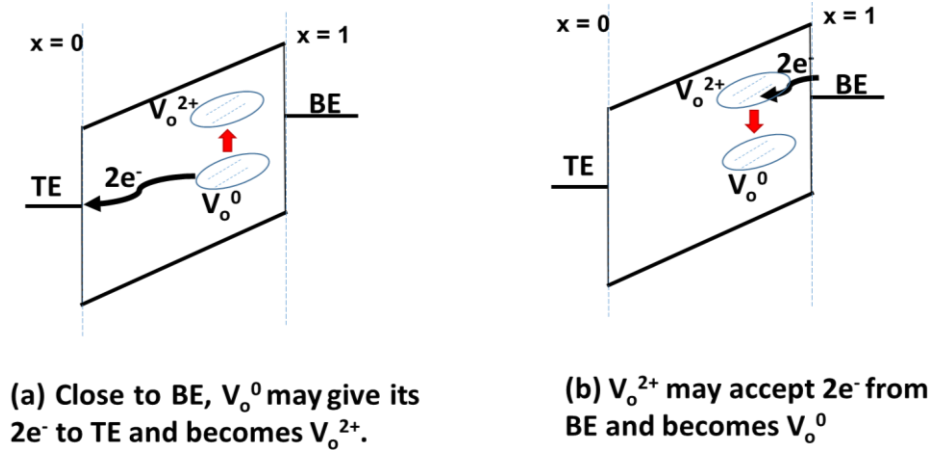 x = 0
x = 1
Vo2+
BE
TE
2e-
Vo0
x = 0
x = 1
2e-
Vo2+
BE
TE
Vo0
(a) Close to BE, Vo0 may give its
2e- to TE and becomes Vo2+.
(b) Vo2+ may accept 2e- from
BE and becomes Vo0